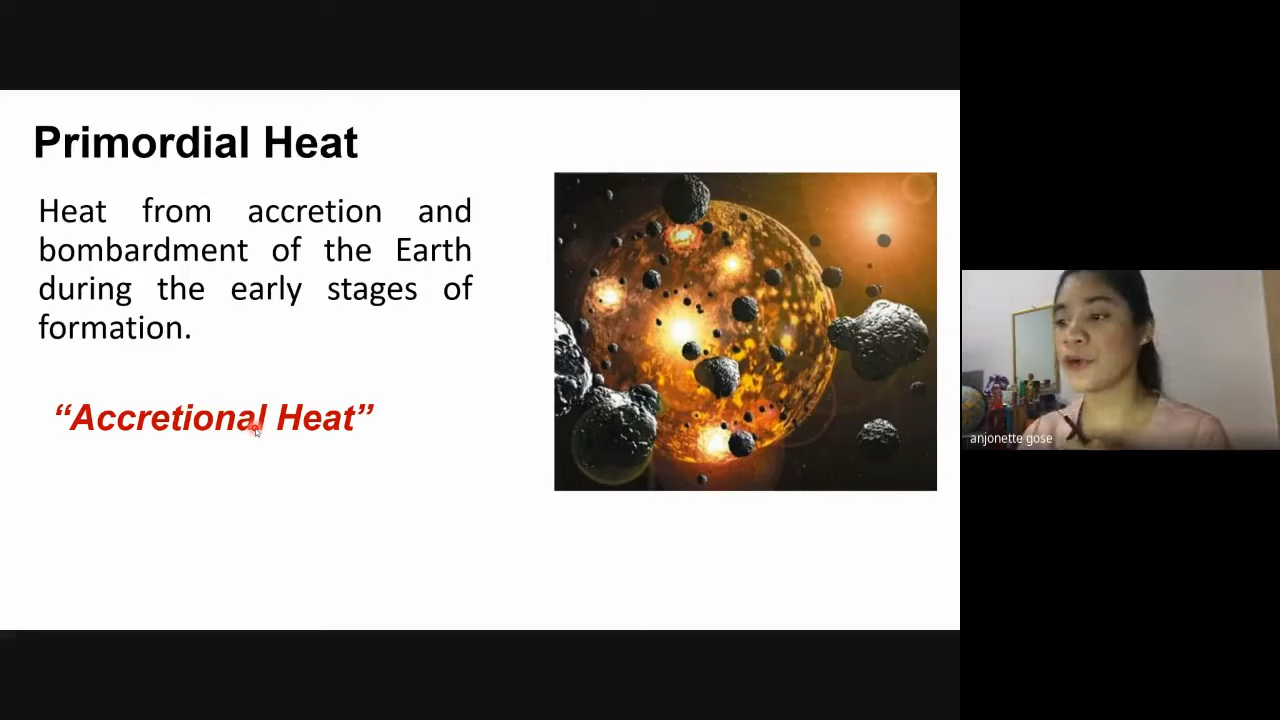 Primordial Heat
Heat from accretion and
bombardment of the Earth
during the early stages of
formation.
“Accretional Heat”
anjonette gose